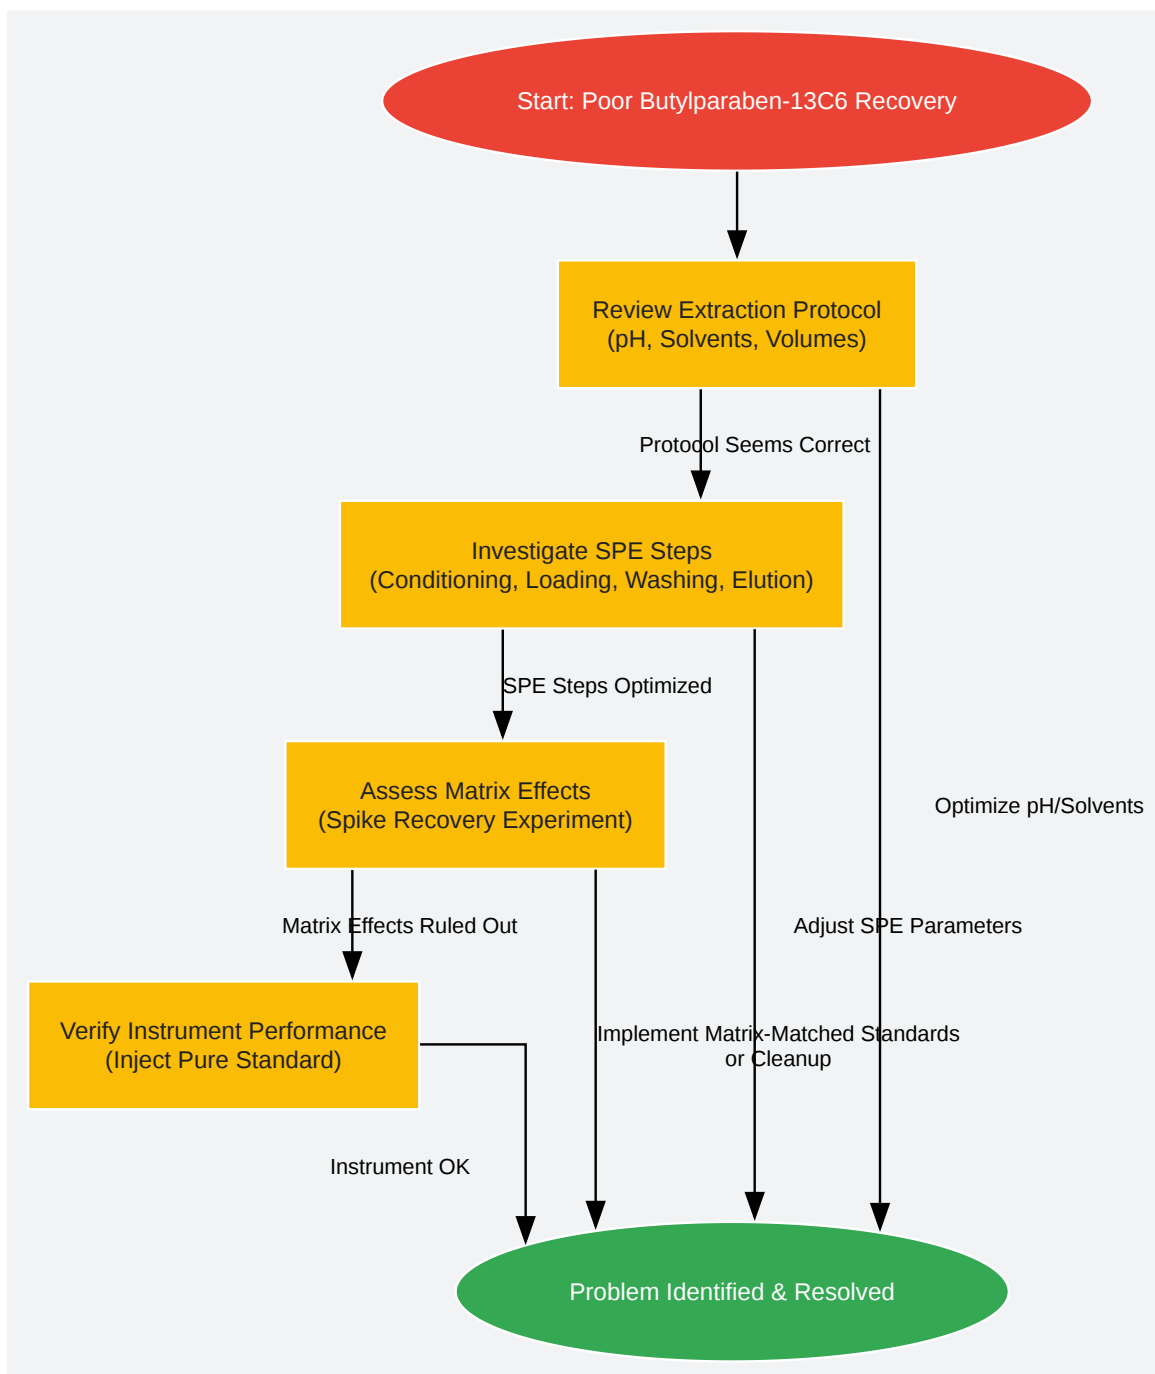 Start: Poor Butylparaben-13C6 Recovery
Review Extraction Protocol
(pH, Solvents, Volumes)
Protocol Seems Correct
Investigate SPE Steps
(Conditioning, Loading, Washing, Elution)
SPE Steps Optimized
Assess Matrix Effects
(Spike Recovery Experiment)
Optimize pH/Solvents
Matrix Effects Ruled Out
Adjust SPE Parameters
Verify Instrument Performance
(Inject Pure Standard)
Implement Matrix-Matched Standards
or Cleanup
Instrument OK
Problem Identified & Resolved